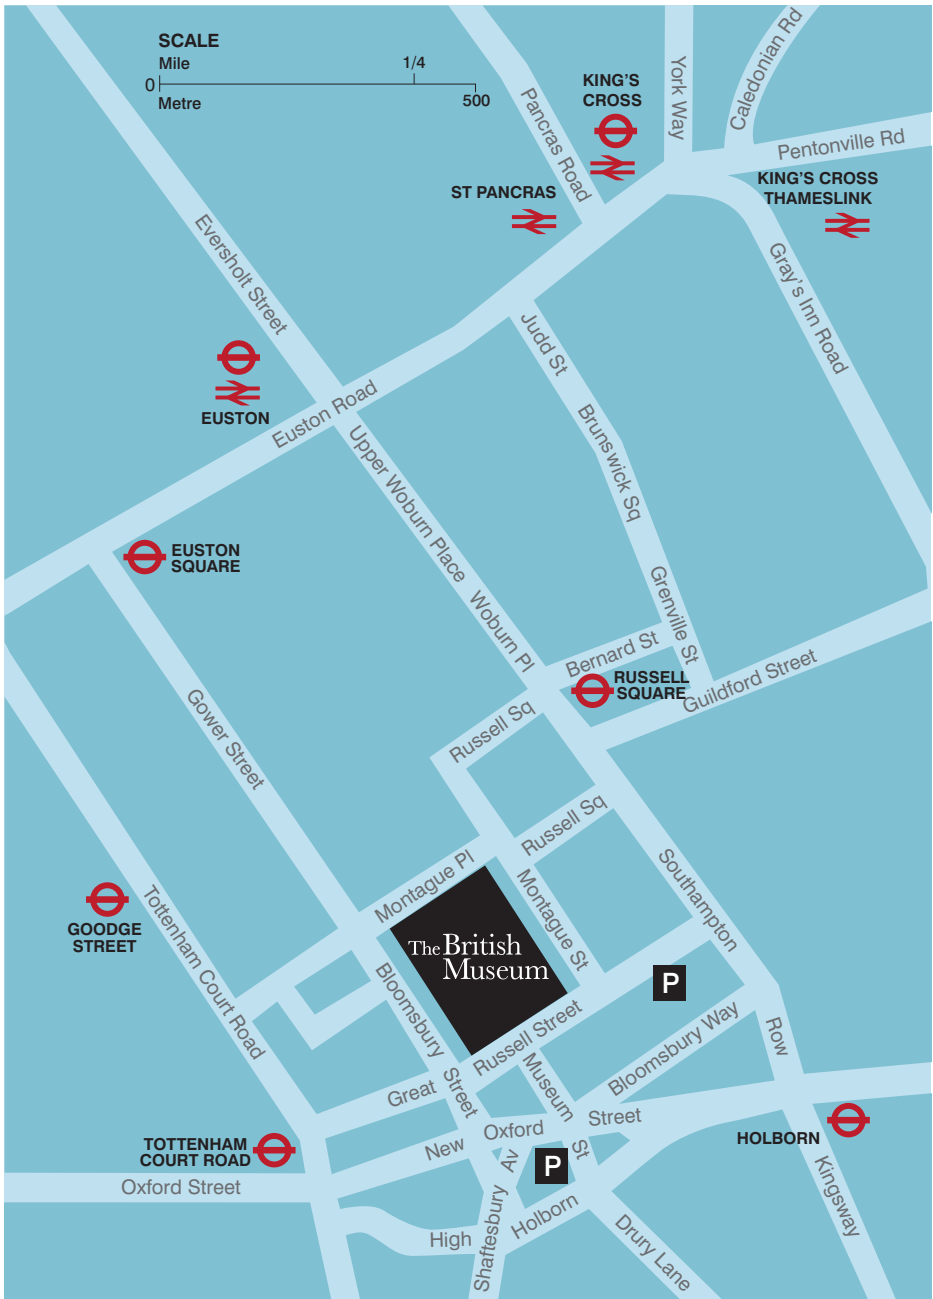 SCALE
Mile
1/4
0
Metre
500
KING'S
CROSS
York Way
Caledonian Rd
Pancras Road
Pentonville Rd
ST PANCRAS
KING'S CROSS
THAMESLINK
Eversholt Street
Gray's Inn Road
Judd St
EUSTON
Euston Road
Upper Woburn Place
Brunswick Sq
EUSTON
SQUARE
Woburn Pl
Grenville St
Bernard St
RUSSELL
SQUARE
Guildford Street
Gower Street
Russell Sq
Russell Sq
Montague Pl
Montague St
Southampton
Row
GOODGE
STREET
Tottenham Court Road
The British
Museum
P
Bloomsbury
Street
Great
Russell Street
Museum
St
Bloomsbury Way
New
Oxford
Street
HOLBORN
TOTTENHAM
COURT ROAD
Oxford Street
P
Shaftesbury
Av
High
Holborn
Kingsway
Drury Lane